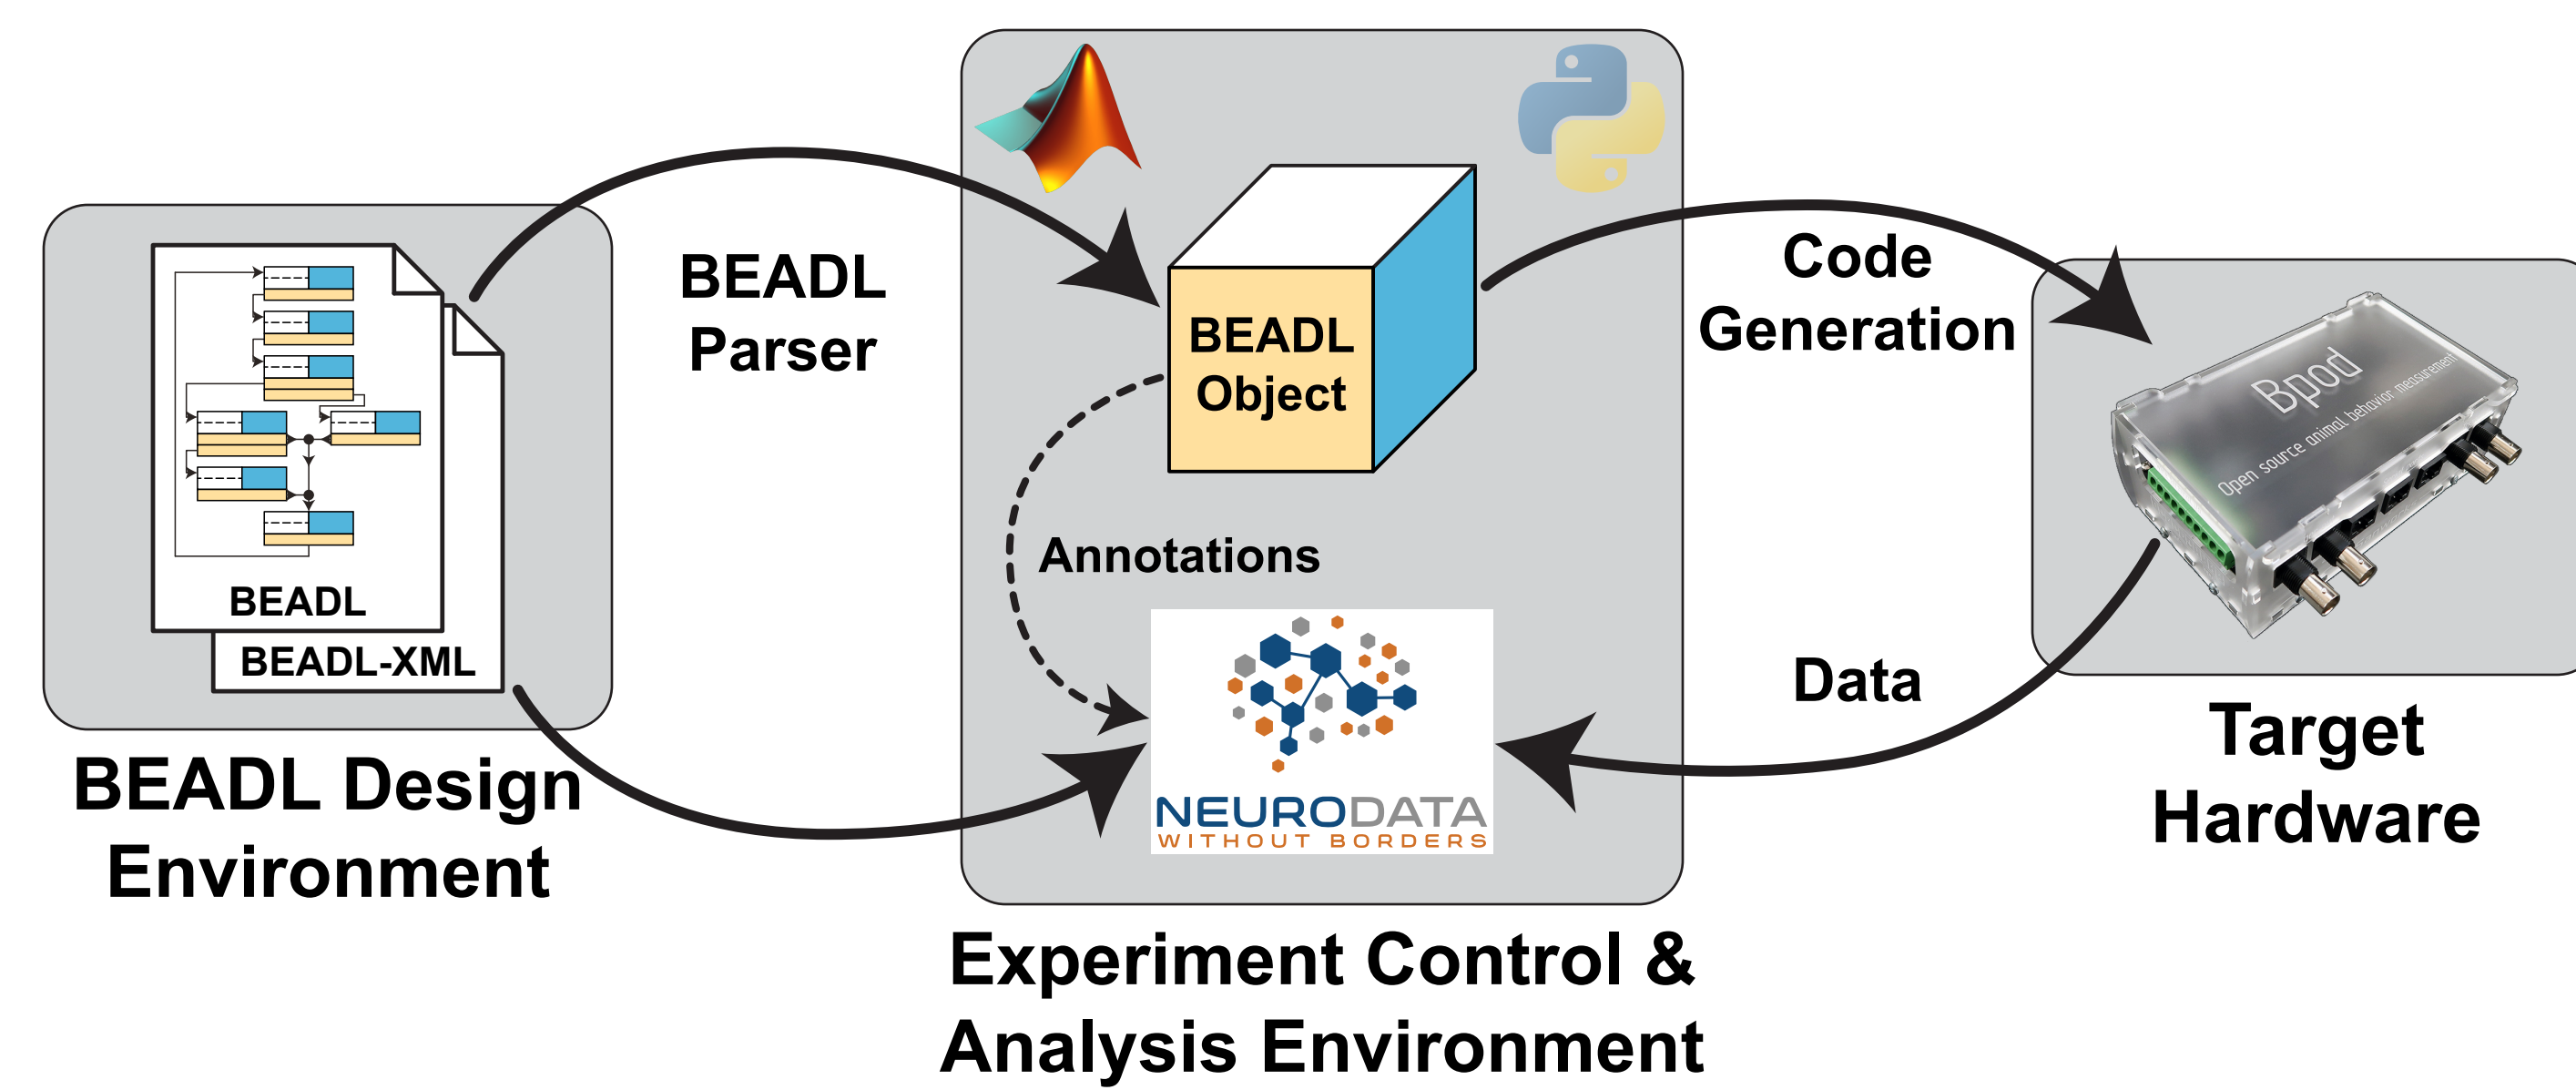 BEADL
BEADL-XML
BEADL Design
Environment
BEADL
Parser
BEADL
Object
Annotations
NEURODATA
WITHOUT BORDERS
Experiment Control &
Analysis Environment
Code
Generation
Data
Bpod
Open source animal behavior measurement
Target
Hardware